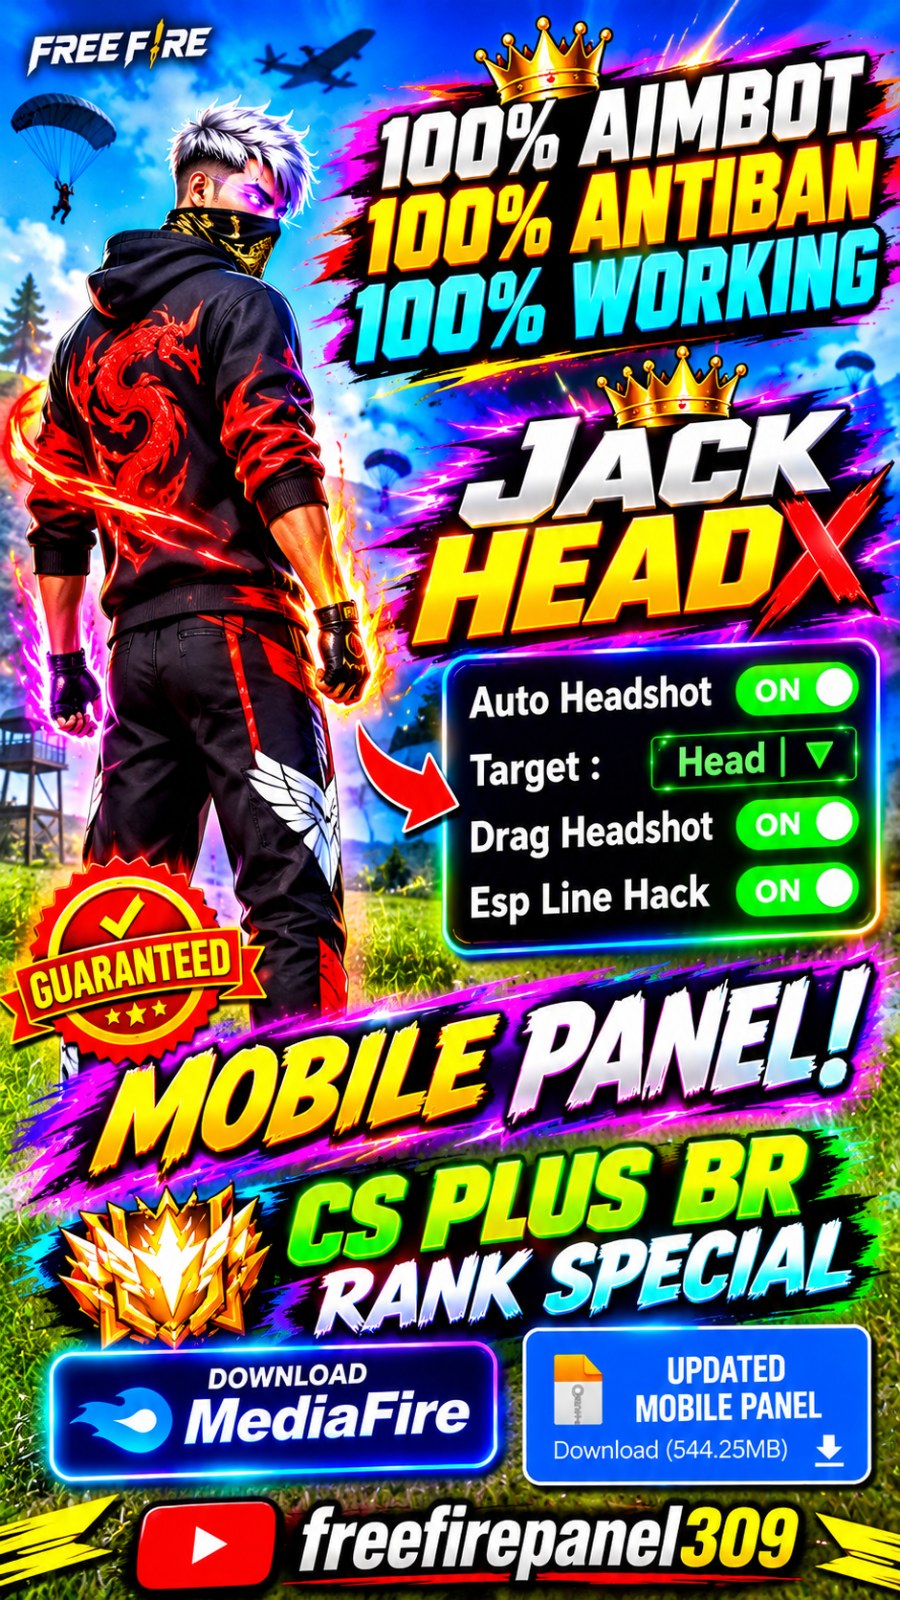 FREE FIRE
100% AIMBOT
100% ANTIBAN
100% WORKING
JACK
HEAD X
Auto Headshot ON
Target : Head
Drag Headshot ON
Esp Line Hack ON
GUARANTEED
MOBILE PANEL!
CS PLUS BR
RANK SPECIAL
DOWNLOAD
MediaFire
UPDATED
MOBILE PANEL
Download (544.25MB)
freefirepanel309